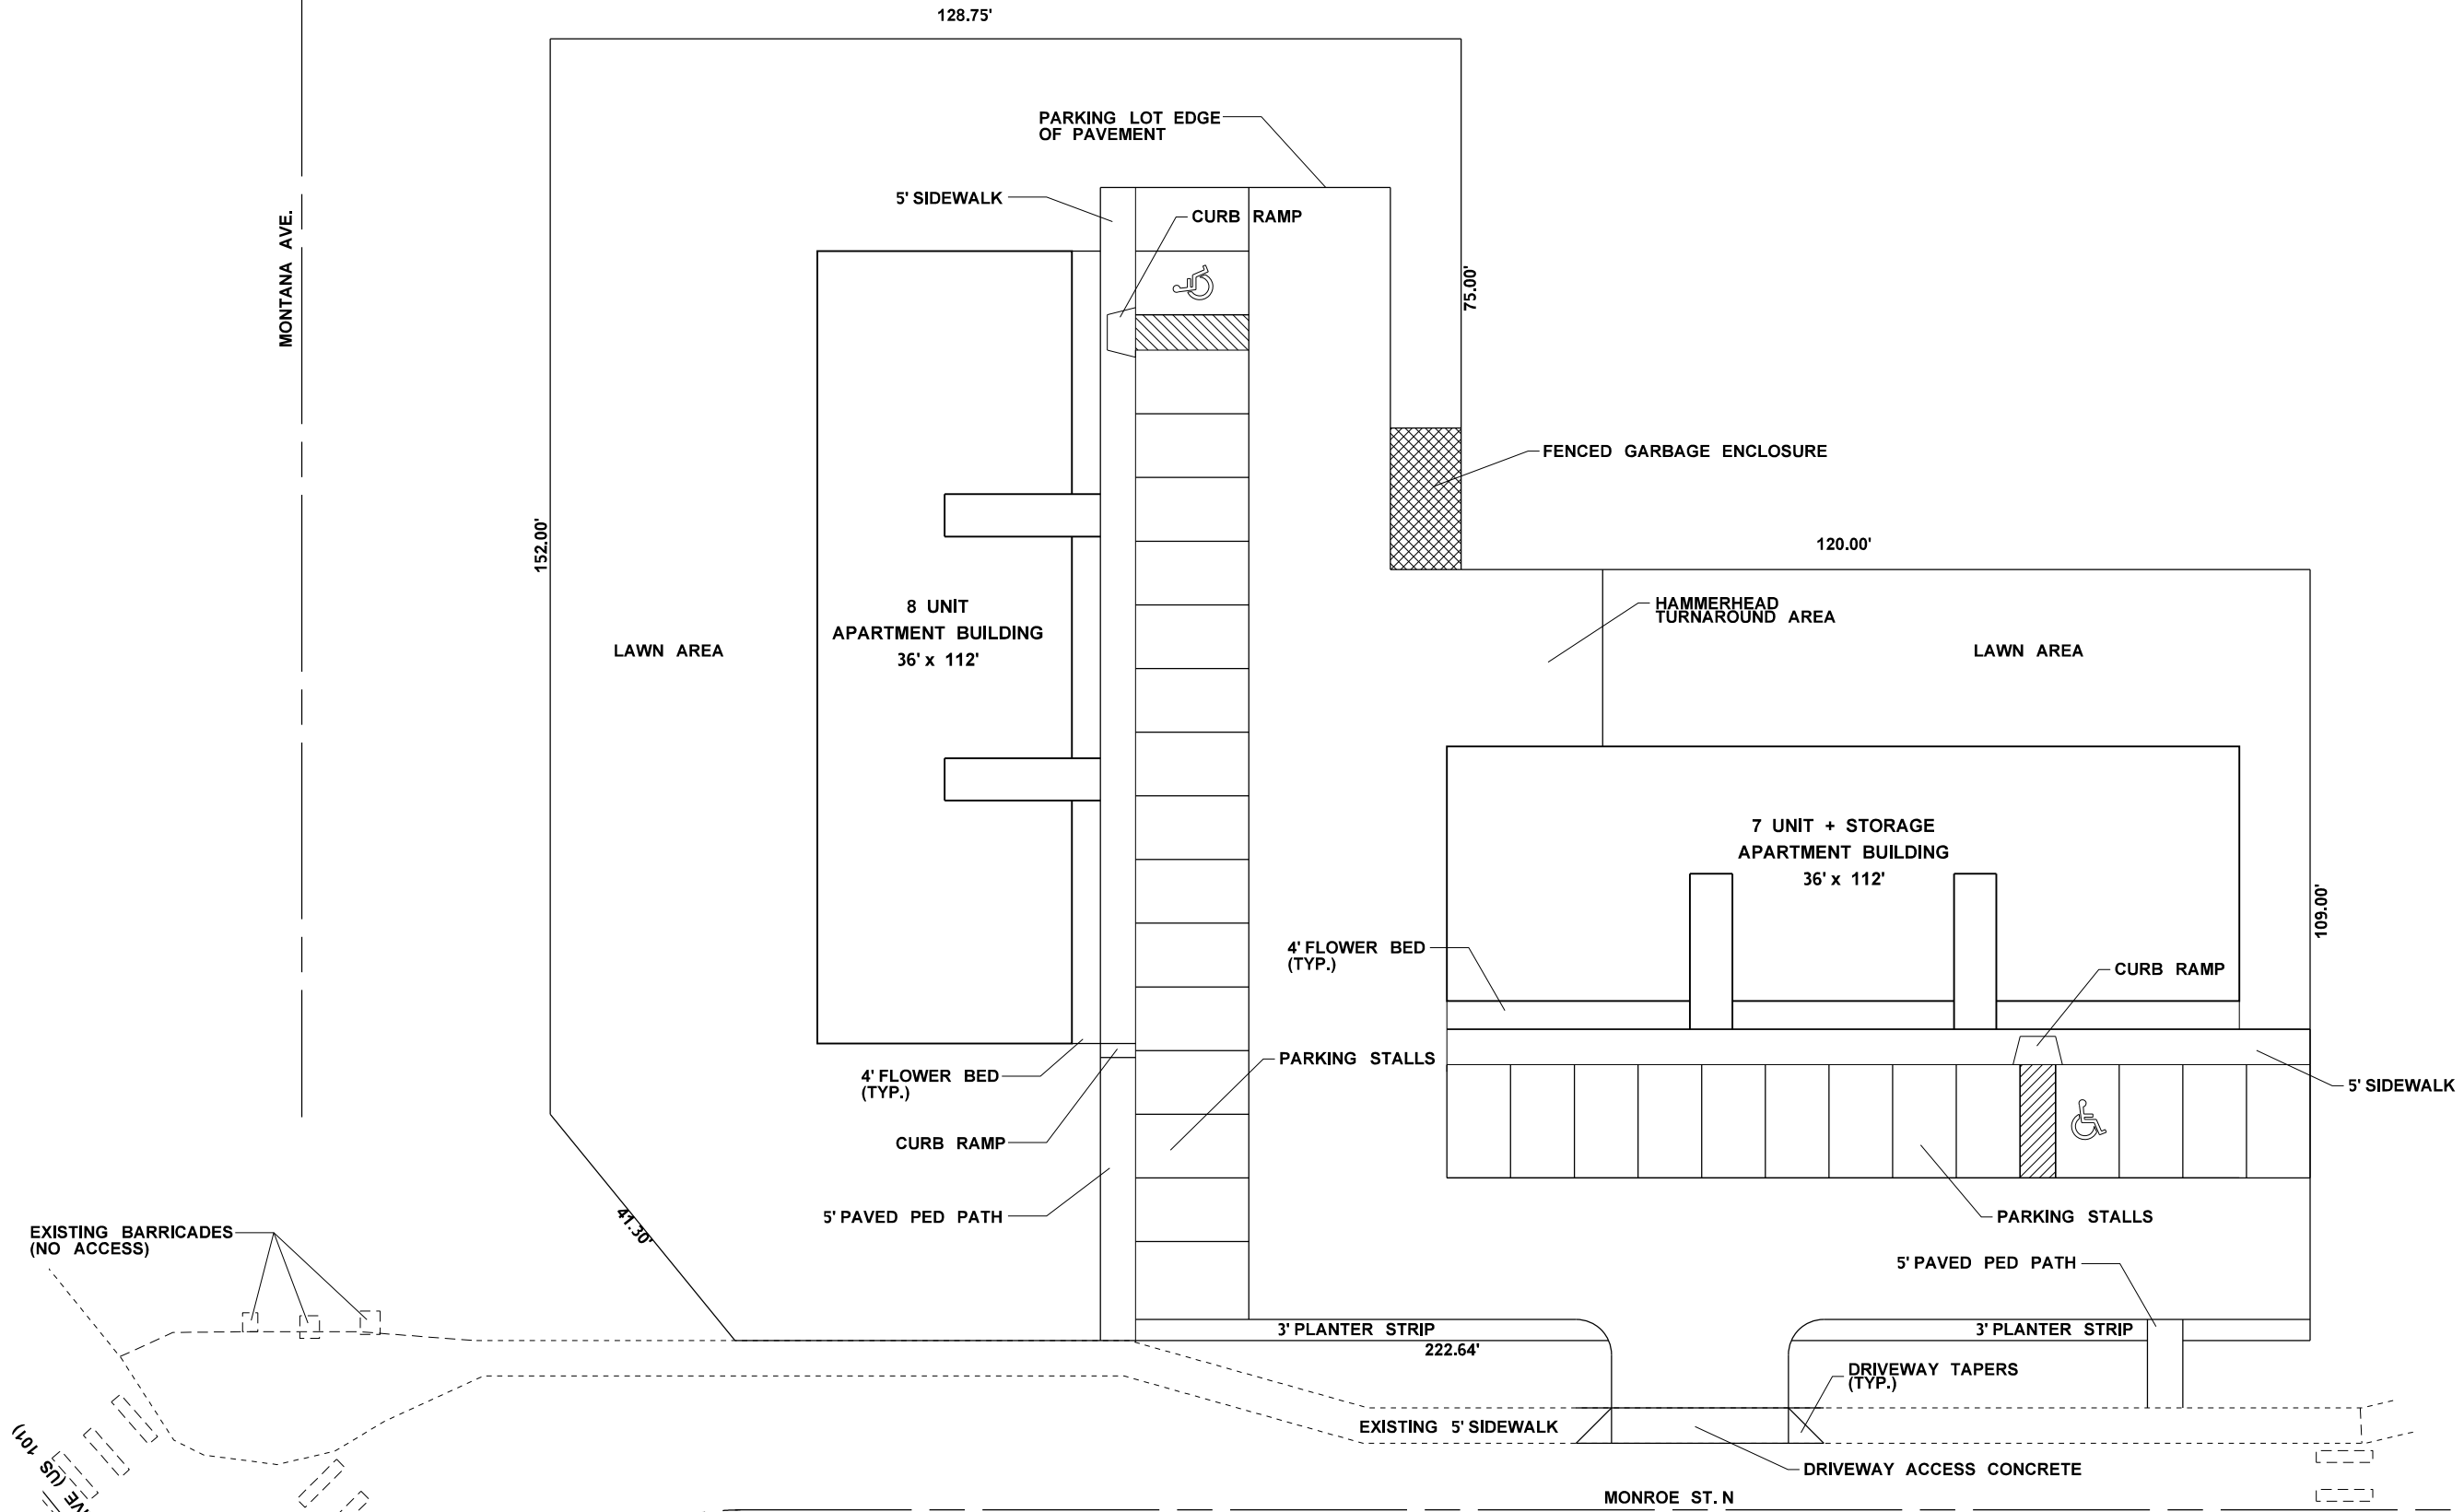 128.75'
PARKING LOT EDGE
OF PAVEMENT
5' SIDEWALK
CURB RAMP
MONTANA AVE.
75.00'
FENCED GARBAGE ENCLOSURE
152.00'
120.00'
8 UNIT
APARTMENT BUILDING
36' x 112'
HAMMERHEAD
TURNAROUND AREA
LAWN AREA
LAWN AREA
7 UNIT + STORAGE
APARTMENT BUILDING
36' x 112'
109.00'
4' FLOWER BED
(TYP.)
CURB RAMP
4' FLOWER BED
(TYP.)
PARKING STALLS
5' SIDEWALK
CURB RAMP
5' PAVED PED PATH
PARKING STALLS
41.30'
EXISTING BARRICADES
(NO ACCESS)
5' PAVED PED PATH
3' PLANTER STRIP
3' PLANTER STRIP
222.64'
DRIVEWAY TAPERS
(TYP.)
EXISTING 5' SIDEWALK
DRIVEWAY ACCESS CONCRETE
(US 101)
MONROE ST. N